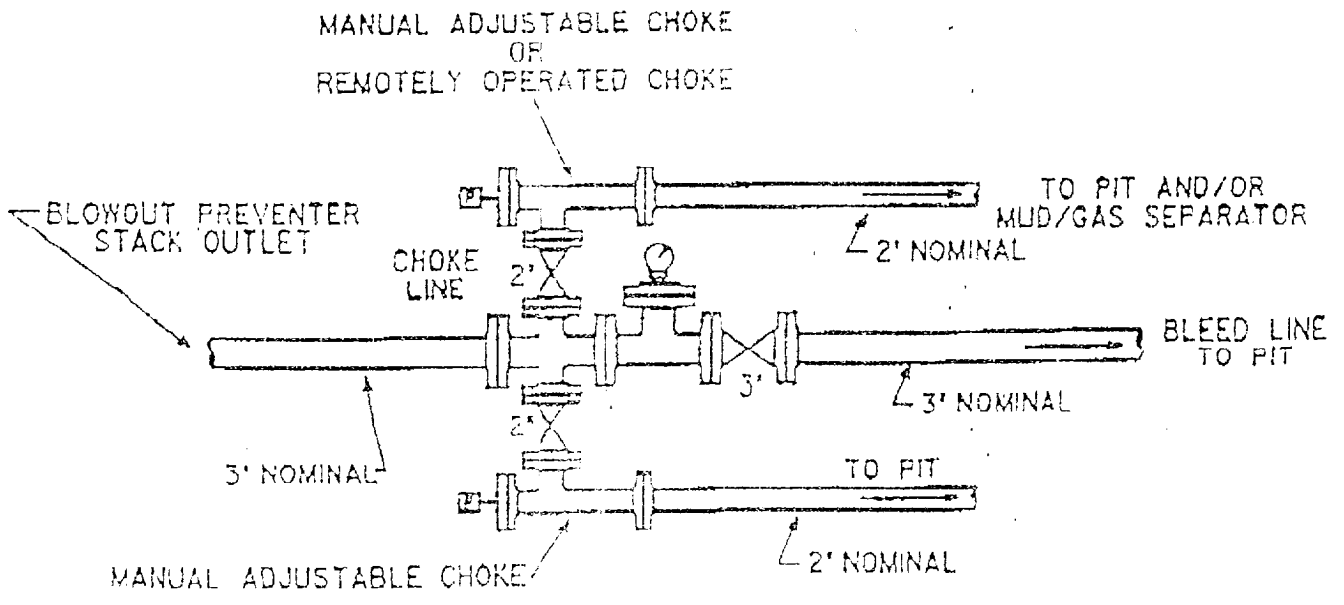 MANUAL ADJUSTABLE CHOKE
OR
REMOTELY OPERATED CHOKE
BLOWOUT PREVENTER
STACK OUTLET
TO PIT AND/OR
MUD/GAS SEPARATOR
2' NOMINAL
CHOKE
LINE
2'
BLEED LINE
TO PIT
3'
3' NOMINAL
2'
3' NOMINAL
TO PIT
2' NOMINAL
MANUAL ADJUSTABLE CHOKE